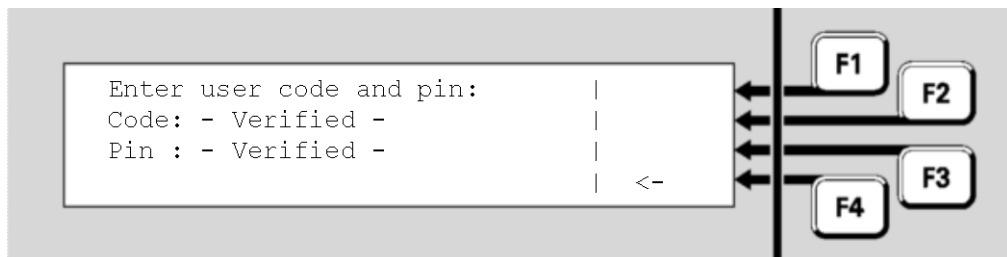 Enter user code and pin: |
Code: - Verified - |
Pin : - Verified - |
| <-
F1
F2
F3
F4